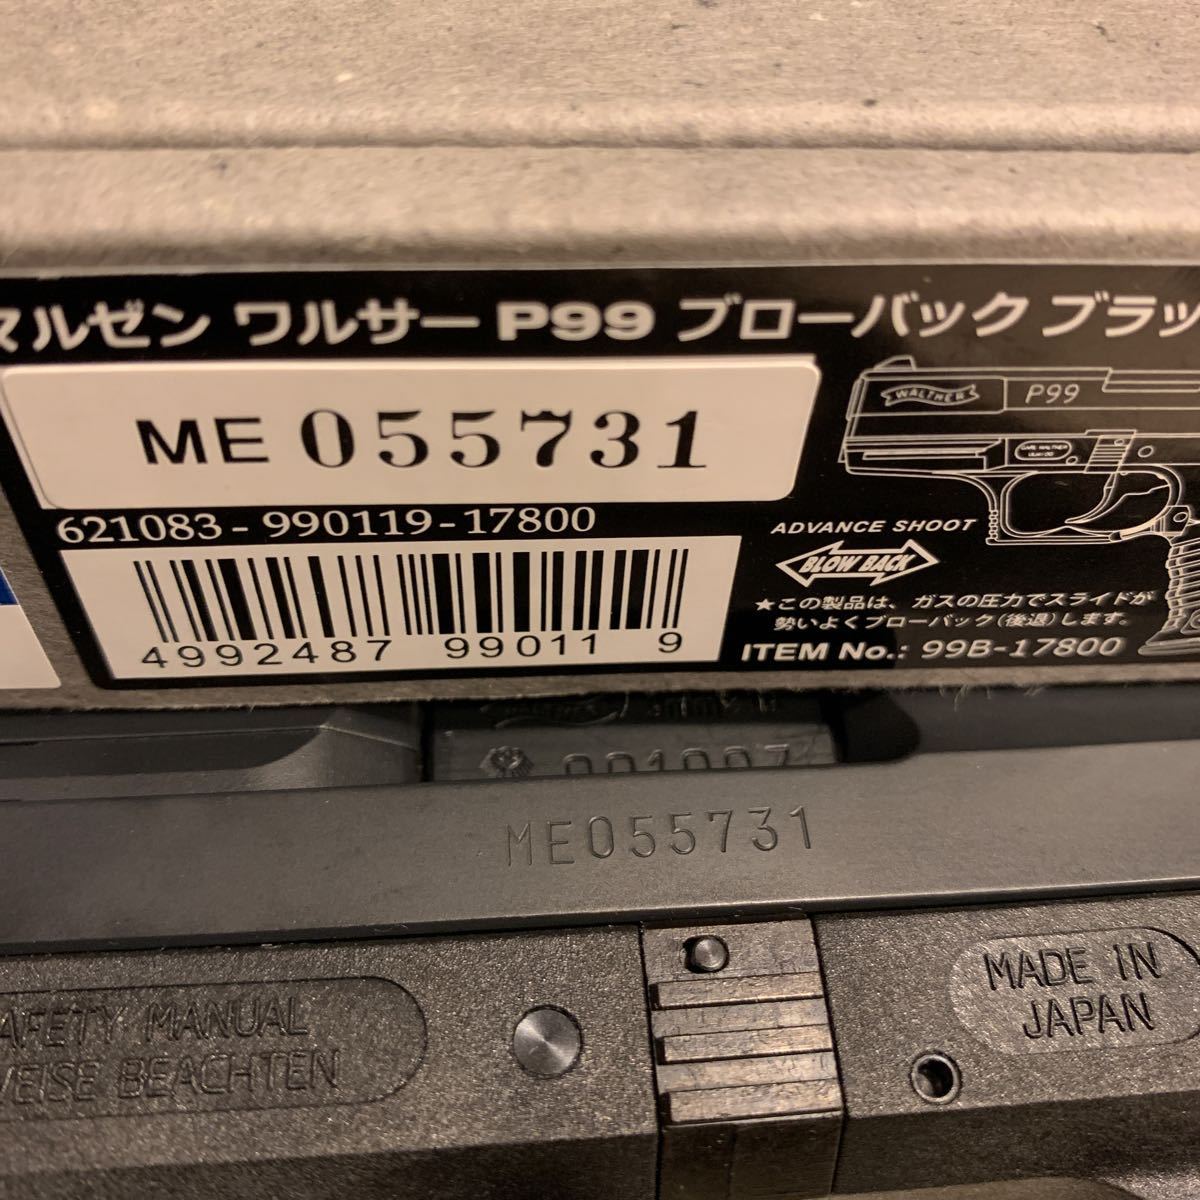 マルゼン ワルサー P99 ブローバック ブラッ
ME 055731
WALTHER
P99
CARL WALTHER
621083-990119-17800
ADVANCE SHOOT
BLOW BACK
★この製品は、ガスの圧力でスライドが
勢いよくブローバック(後退)します。
4992487 99011 9
ITEM No.: 99B-17800
ME055731
MADE IN
JAPAN
SAFETY MANUAL
WEISE BEACHTEN